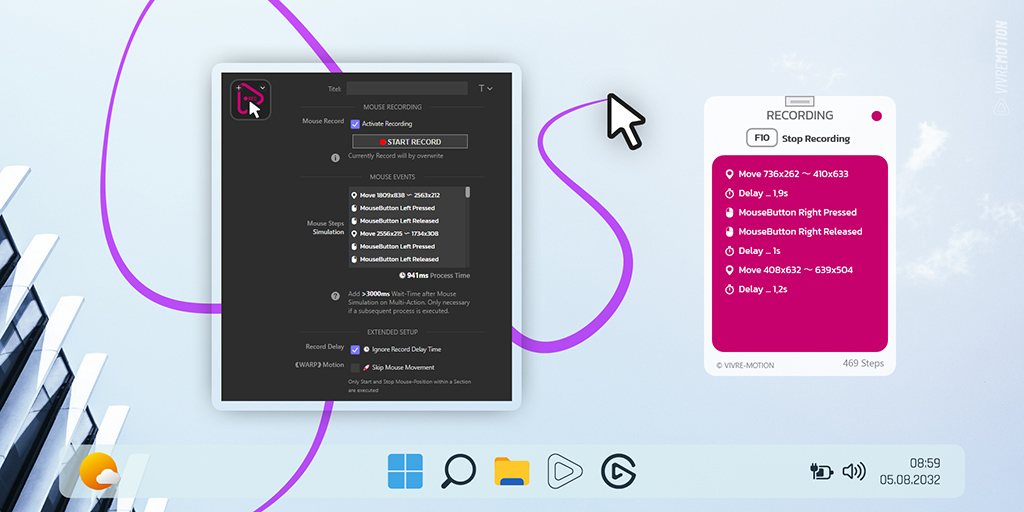 Titel:
T
MOUSE RECORDING
Mouse Record
Activate Recording
START RECORD
Currently Record will by overwrite
MOUSE EVENTS
Mouse Steps
Simulation
Move 1809x838 ~ 2563x212
MouseButton Left Pressed
MouseButton Left Released
Move 2556x215 ~ 1734x308
MouseButton Left Pressed
MouseButton Left Released
941ms Process Time
Add >3000ms Wait-Time after Mouse
Simulation on Multi-Action. Only necessary
if a subsequent process is executed.
EXTENDED SETUP
Record Delay
Ignore Record Delay Time
⟪WARP⟫ Motion
Skip Mouse Movement
Only Start and Stop Mouse-Position within a Section
are executed
RECORDING
F10 Stop Recording
Move 736x262 ~ 410x633
Delay _ 1,9s
MouseButton Right Pressed
MouseButton Right Released
Delay _ 1s
Move 408x632 ~ 639x504
Delay _ 1,2s
© VIVRE-MOTION
469 Steps
VIVREMOTION
08:59
05.08.2032